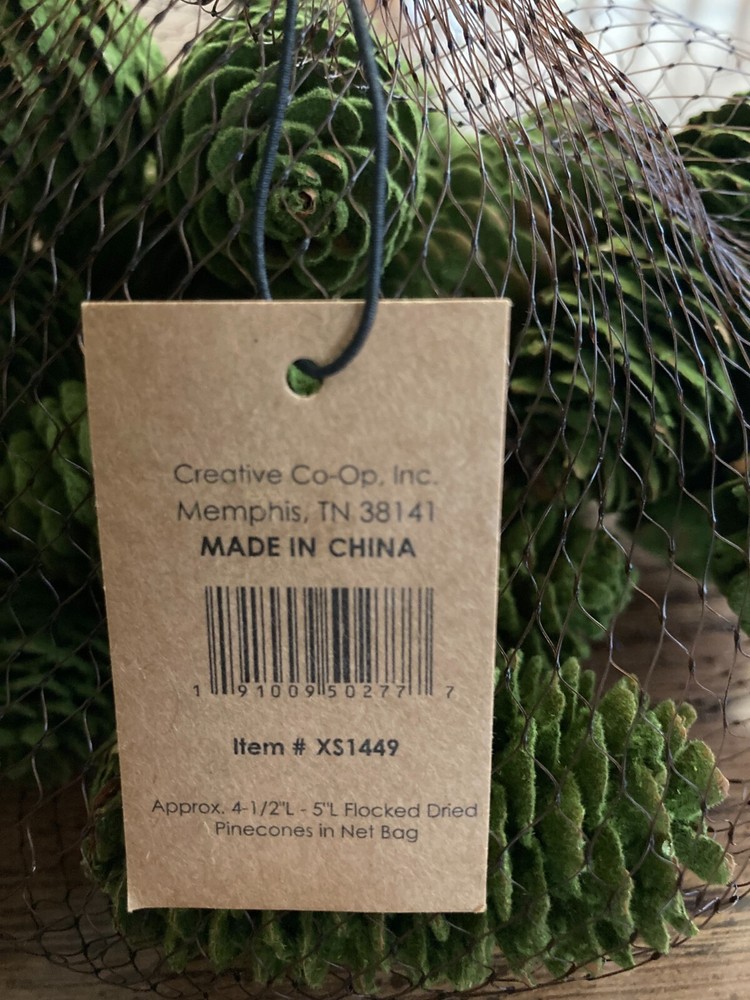 Creative Co-Op, Inc.
Memphis, TN 38141
MADE IN CHINA
1 91009 50277 7
Item # XS1449
Approx. 4-1/2"L - 5"L Flocked Dried
Pinecones in Net Bag